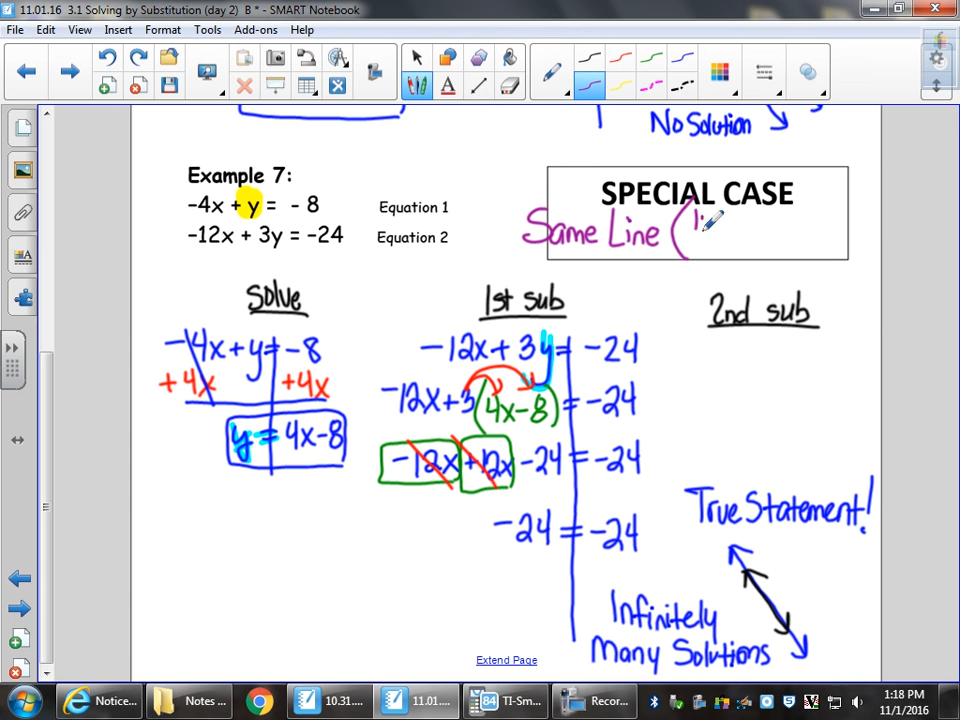 11.01.16 3.1 Solving by Substitution (day 2) B * - SMART Notebook
File Edit View Insert Format Tools Add-ons Help
No Solution
Example 7:
-4x + y = - 8 Equation 1
-12x + 3y = -24 Equation 2
SPECIAL CASE
Same Line (
Solve
-4x+y=-8
+4x +4x
y=4x-8
1st sub
-12x+3y=-24
-12x+3(4x-8)=-24
-12x+12x-24=-24
-24=-24
2nd sub
True Statement!
Infinitely
Many Solutions
Extend Page
Notice...
Notes ...
10.31....
11.01....
84 TI-Sm...
Recor...
1:18 PM
11/1/2016